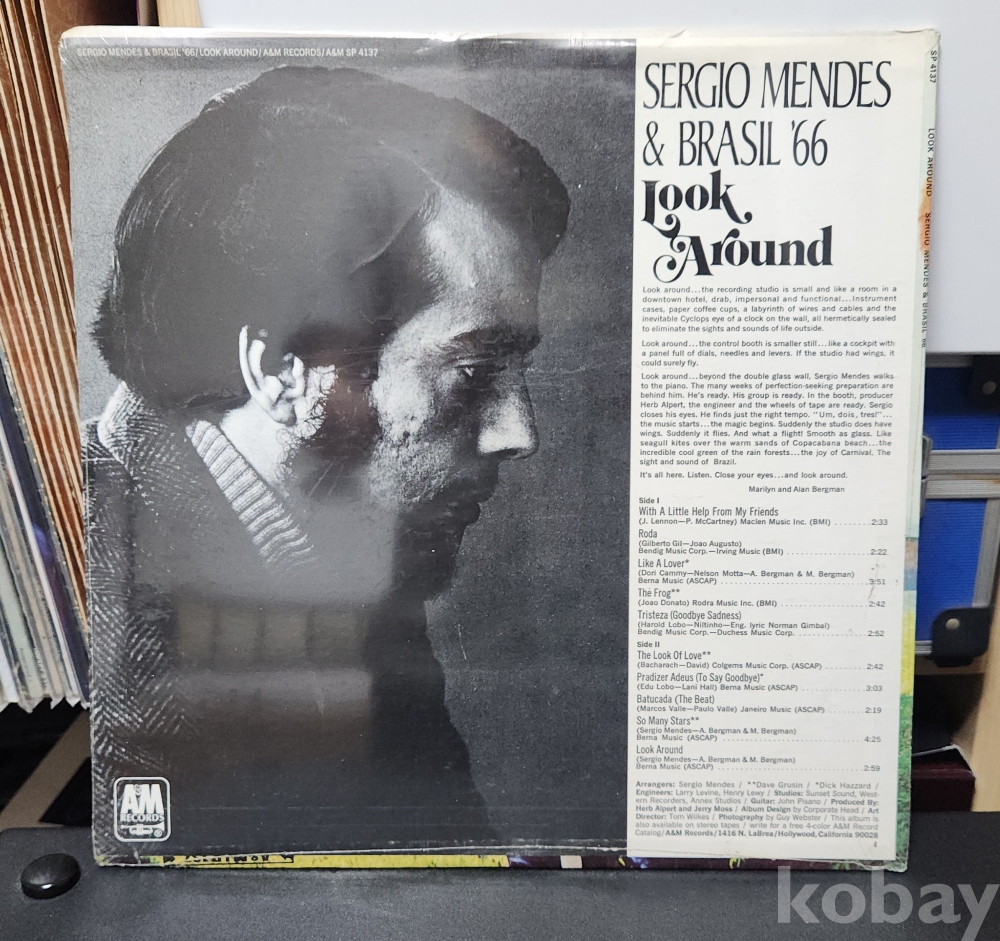 SERGIO MENDES & BRASIL '66/ LOOK AROUND/ A&M RECORDS/ A&M SP 4137
SERGIO MENDES
& BRASIL '66
Look
Around
Look around...the recording studio is small and like a room in a
downtown hotel, drab, impersonal and functional...instrument
cases, paper coffee cups, a labyrinth of wires and cables and the
inevitable Cyclops eye of a clock on the wall, all hermetically sealed
to eliminate the sights and sounds of life outside.
Look around...the control booth is smaller still...like a cockpit with
a panel full of dials, needles and levers. If the studio had wings, it
could surely fly.
Look around...beyond the double glass wall, Sergio Mendes walks
to the piano. The many weeks of perfection-seeking preparation are
behind him. He's ready. His group is ready. In the booth, producer
Herb Alpert, the engineer and the wheels of tape are ready. Sergio
closes his eyes. He finds just the right tempo. "Um, dois, tres!"...
the music starts...the magic begins. Suddenly the studio does have
wings. Suddenly it flies. And what a flight! Smooth as glass. Like
seagull kites over the warm sands of Copacabana beach...the
incredible cool green of the rain forests...the joy of Carnival. The
sight and sound of Brazil.
It's all here. Listen. Close your eyes...and look around.
Marilyn and Alan Bergman
Side I
With A Little Help From My Friends
(J. Lennon—P. McCartney) Maclen Music Inc. (BMI) ........2:33
Roda
(Gilberto Gil—Joao Augusto)
Bendig Music Corp.—Irving Music (BMI) ..................2:22
Like A Lover*
(Dori Cammy—Nelson Motta—A. Bergman & M. Bergman)
Berna Music (ASCAP) ..................3:51
The Frog**
(Joao Donato) Rodra Music Inc. (BMI) ..................2:42
Tristeza (Goodbye Sadness)
(Harold Lobo—Niltinho—Eng. lyric Norman Gimbal)
Bendig Music Corp.—Duchess Music Corp. ..................2:52
Side II
The Look Of Love**
(Bacharach—David) Colgems Music Corp. (ASCAP) ........2:42
Pradizer Adeus (To Say Goodbye)*
(Edu Lobo—Lani Hall) Berna Music (ASCAP) ..................3:03
Batucada (The Beat)
(Marcos Valle—Paulo Valle) Janeiro Music (ASCAP) ........2:19
So Many Stars**
(Sergio Mendes—A. Bergman & M. Bergman)
Berna Music (ASCAP) ..................4:25
Look Around
(Sergio Mendes—A. Bergman & M. Bergman)
Berna Music (ASCAP) ..................2:59
Arrangers: Sergio Mendes / **Dave Grusin / *Dick Hazzard /
Engineers: Larry Levine, Henry Lewy / Studios: Sunset Sound, West-
ern Recorders, Annex Studios / Guitar: John Pisano / Produced By:
Herb Alpert and Jerry Moss / Album Design by Corporate Head / Art
Director: Tom Wilkes / Photography by Guy Webster / This album is
also available on stereo tapes / write for a free 4-color A&M Record
Catalog/A&M Records/1416 N. LaBrea/Hollywood, California 90028
SP 4137 LOOK AROUND SERGIO MENDES & BRASIL '66
A&M
RECORDS
kobay